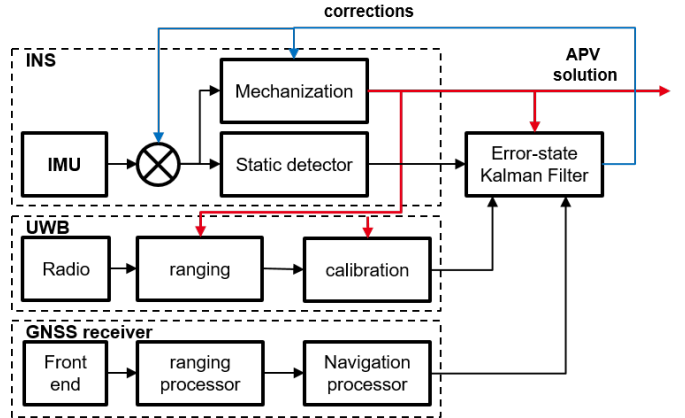 corrections
INS
APV
solution
Mechanization
IMU
Static detector
Error-state
Kalman Filter
UWB
Radio
ranging
calibration
GNSS receiver
Front
end
ranging
processor
Navigation
processor